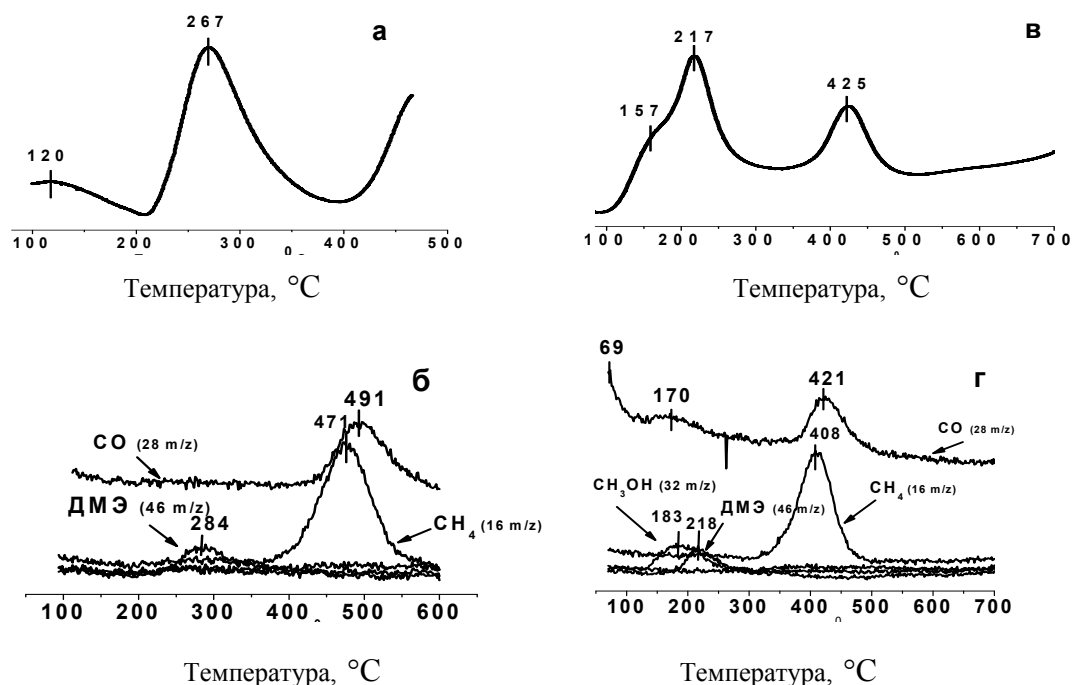 а
267
120
100 200 300 400 500
Температура, °C
в
217
157
425
100 200 300 400 500 600 700
Температура, °C
б
491
471
CO (28 m/z)
ДМЭ (46 m/z)
284
CH4 (16 m/z)
100 200 300 400 500 600
Температура, °C
69
г
421
170
408
CO (28 m/z)
CH3OH (32 m/z)
ДМЭ (46 m/z)
CH4 (16 m/z)
183 218
100 200 300 400 500 600 700
Температура, °C